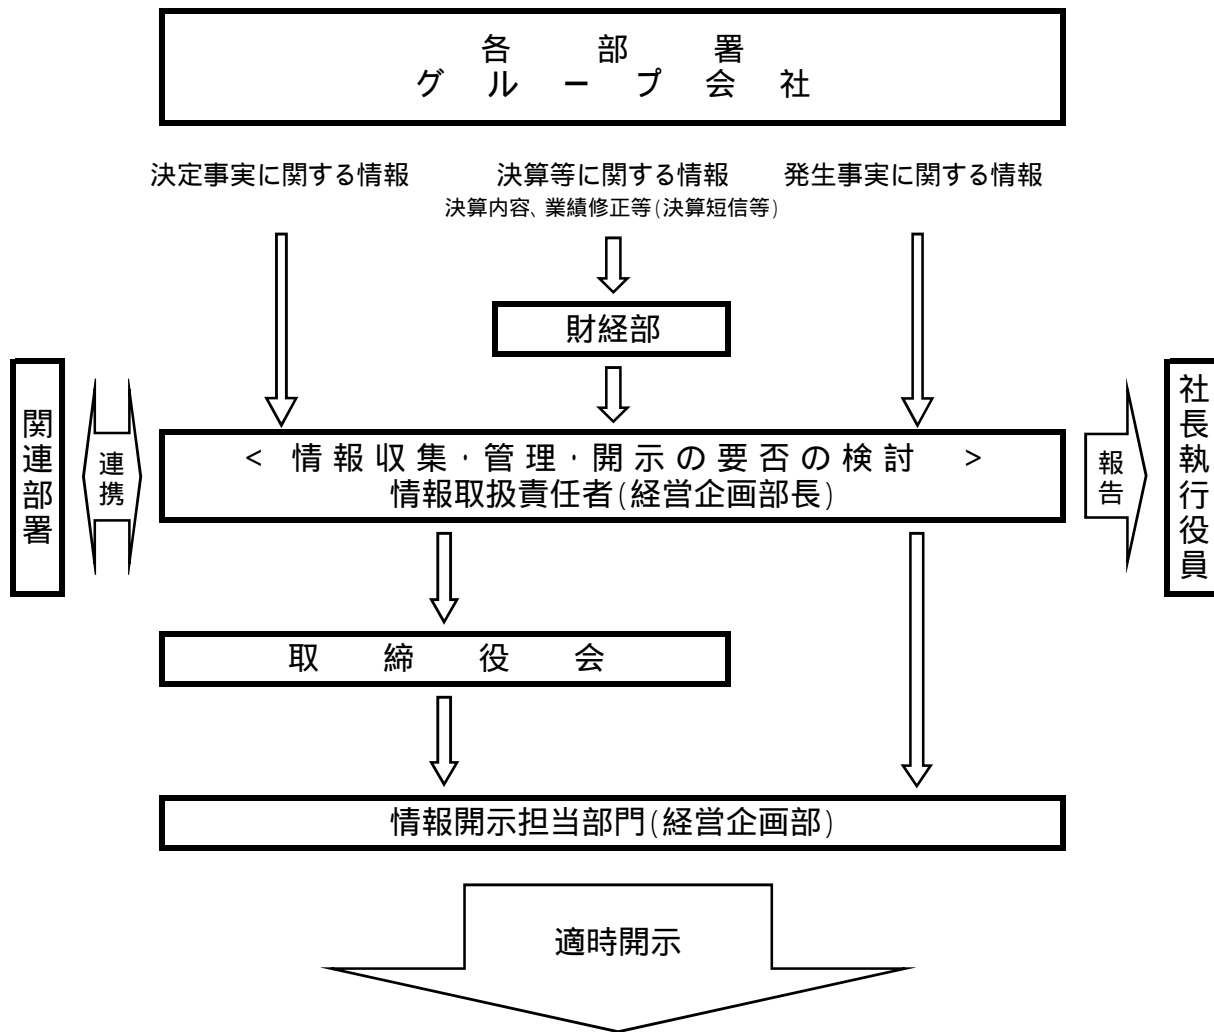 各部署
グループ会社
決定事実に関する情報
決算等に関する情報
発生事実に関する情報
決算内容、業績修正等(決算短信等)
財経部
関連部署
連携
< 情報収集・管理・開示の要否の検討 >
情報取扱責任者(経営企画部長)
報告
社長執行役員
取締役会
情報開示担当部門(経営企画部)
適時開示